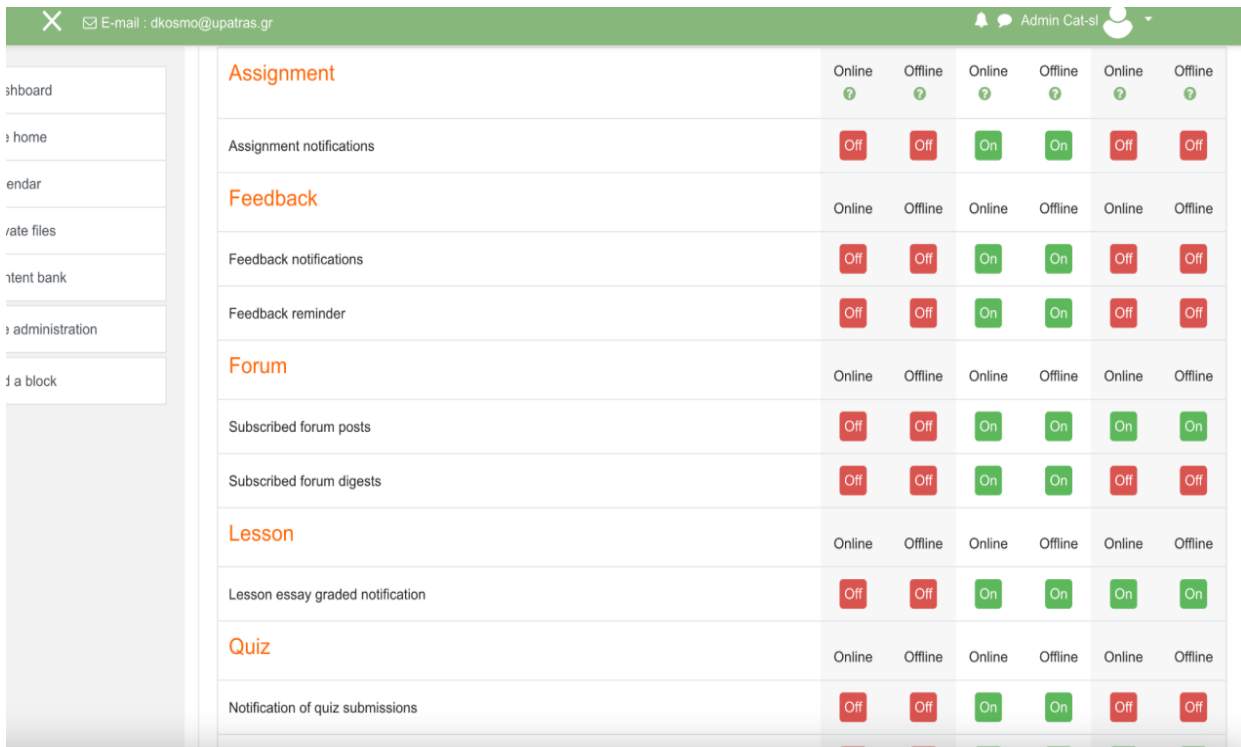 E-mail : dkosmo@upatras.gr Admin Cat-sl
shboard
e home
endar
vate files
ntent bank
e administration
d a block
Assignment Online Offline Online Offline Online Offline
? ? ? ? ? ?
Assignment notifications Off Off On On Off Off
Feedback Online Offline Online Offline Online Offline
Feedback notifications Off Off On On Off Off
Feedback reminder Off Off On On Off Off
Forum Online Offline Online Offline Online Offline
Subscribed forum posts Off Off On On On On
Subscribed forum digests Off Off On On Off Off
Lesson Online Offline Online Offline Online Offline
Lesson essay graded notification Off Off On On On On
Quiz Online Offline Online Offline Online Offline
Notification of quiz submissions Off Off On On Off Off